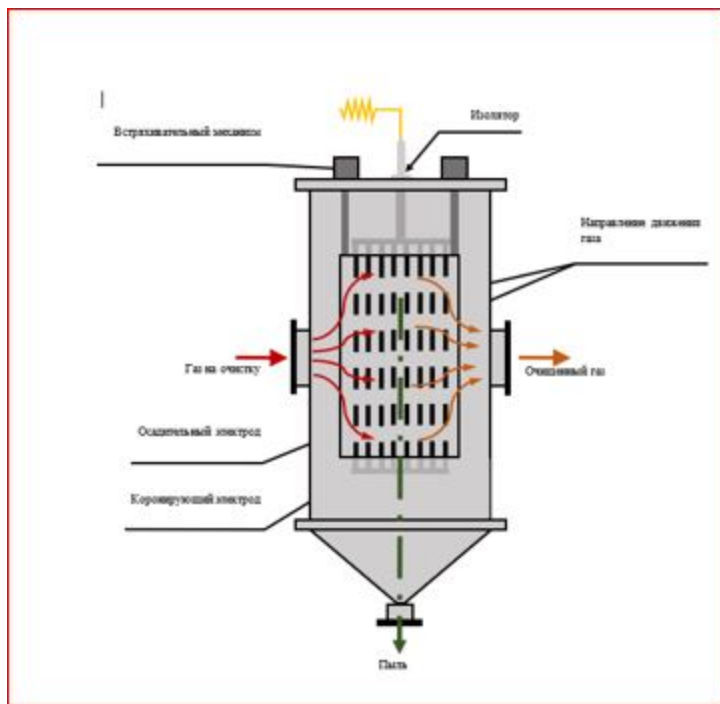 Встряхивательный механизм
Изолятор
Направление движения
газа
Газ на очистку
Очищенный газ
Осадительный электрод
Коронирующий электрод
Пыль